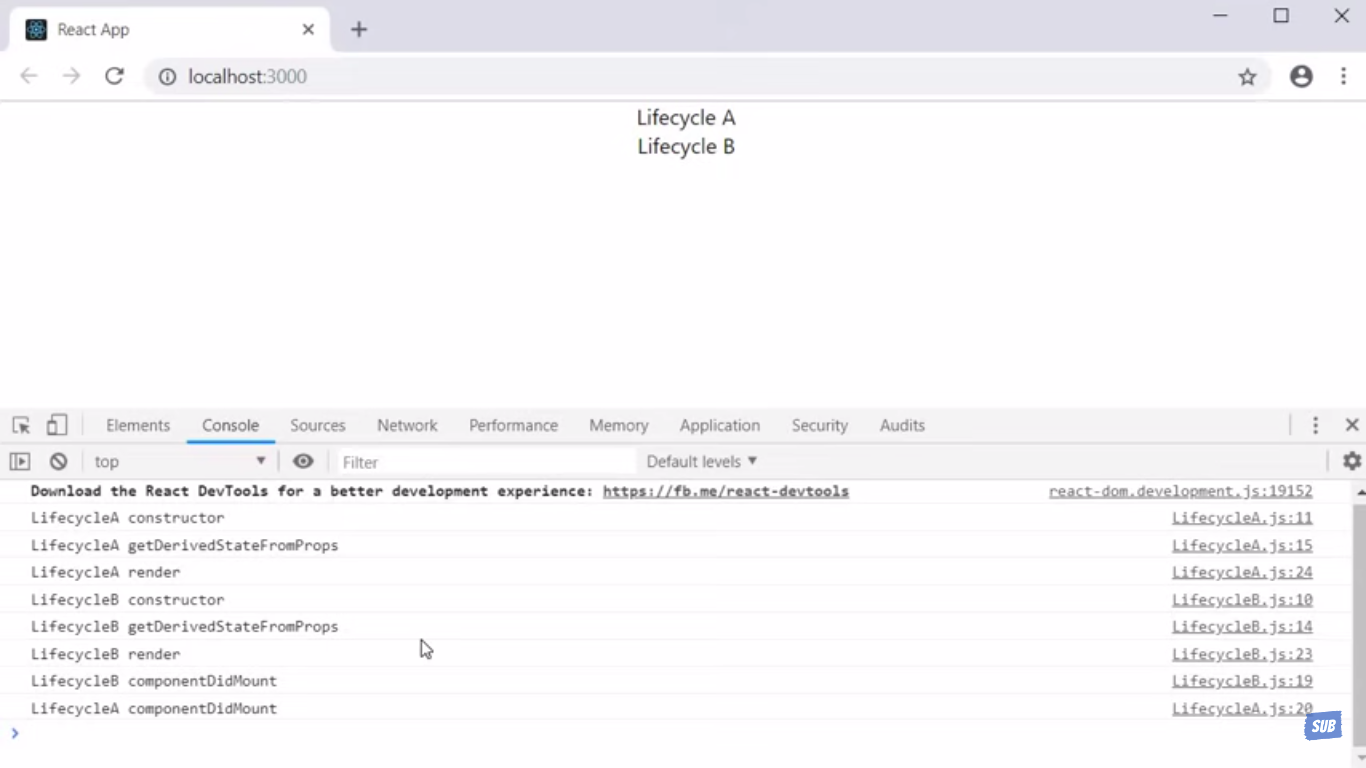 React App
localhost:3000
Lifecycle A
Lifecycle B
Elements Console Sources Network Performance Memory Application Security Audits
top Filter Default levels
Download the React DevTools for a better development experience: https://fb.me/react-devtools react-dom.development.js:19152
LifecycleA constructor LifecycleA.js:11
LifecycleA getDerivedStateFromProps LifecycleA.js:15
LifecycleA render LifecycleA.js:24
LifecycleB constructor LifecycleB.js:10
LifecycleB getDerivedStateFromProps LifecycleB.js:14
LifecycleB render LifecycleB.js:23
LifecycleB componentDidMount LifecycleB.js:19
LifecycleA componentDidMount LifecycleA.js:20
SUB